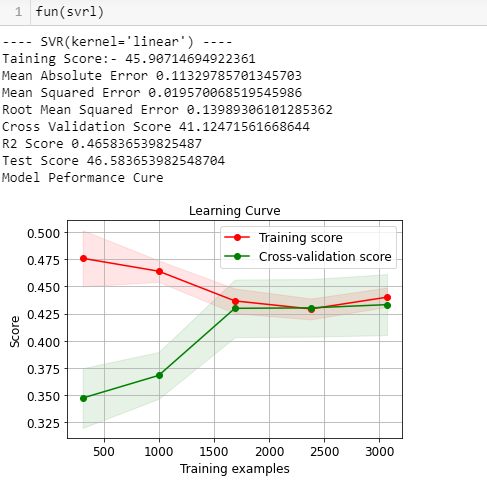 1 fun(svrl)
---- SVR(kernel='linear') ----
Taining Score:- 45.90714694922361
Mean Absolute Error 0.11329785701345703
Mean Squared Error 0.019570068519545986
Root Mean Squared Error 0.13989306101285362
Cross Validation Score 41.12471561668644
R2 Score 0.465836539825487
Test Score 46.583653982548704
Model Peformance Cure
Learning Curve
Training score
Cross-validation score
0.500
0.475
0.450
0.425
0.400
0.375
0.350
0.325
Score
500 1000 1500 2000 2500 3000
Training examples